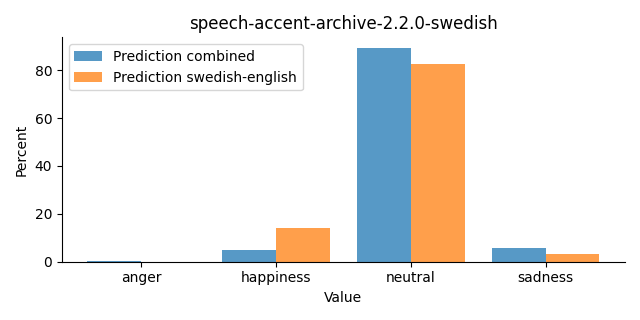 speech-accent-archive-2.2.0-swedish
Prediction combined
Prediction swedish-english
Percent
80
60
40
20
0
anger happiness neutral sadness
Value